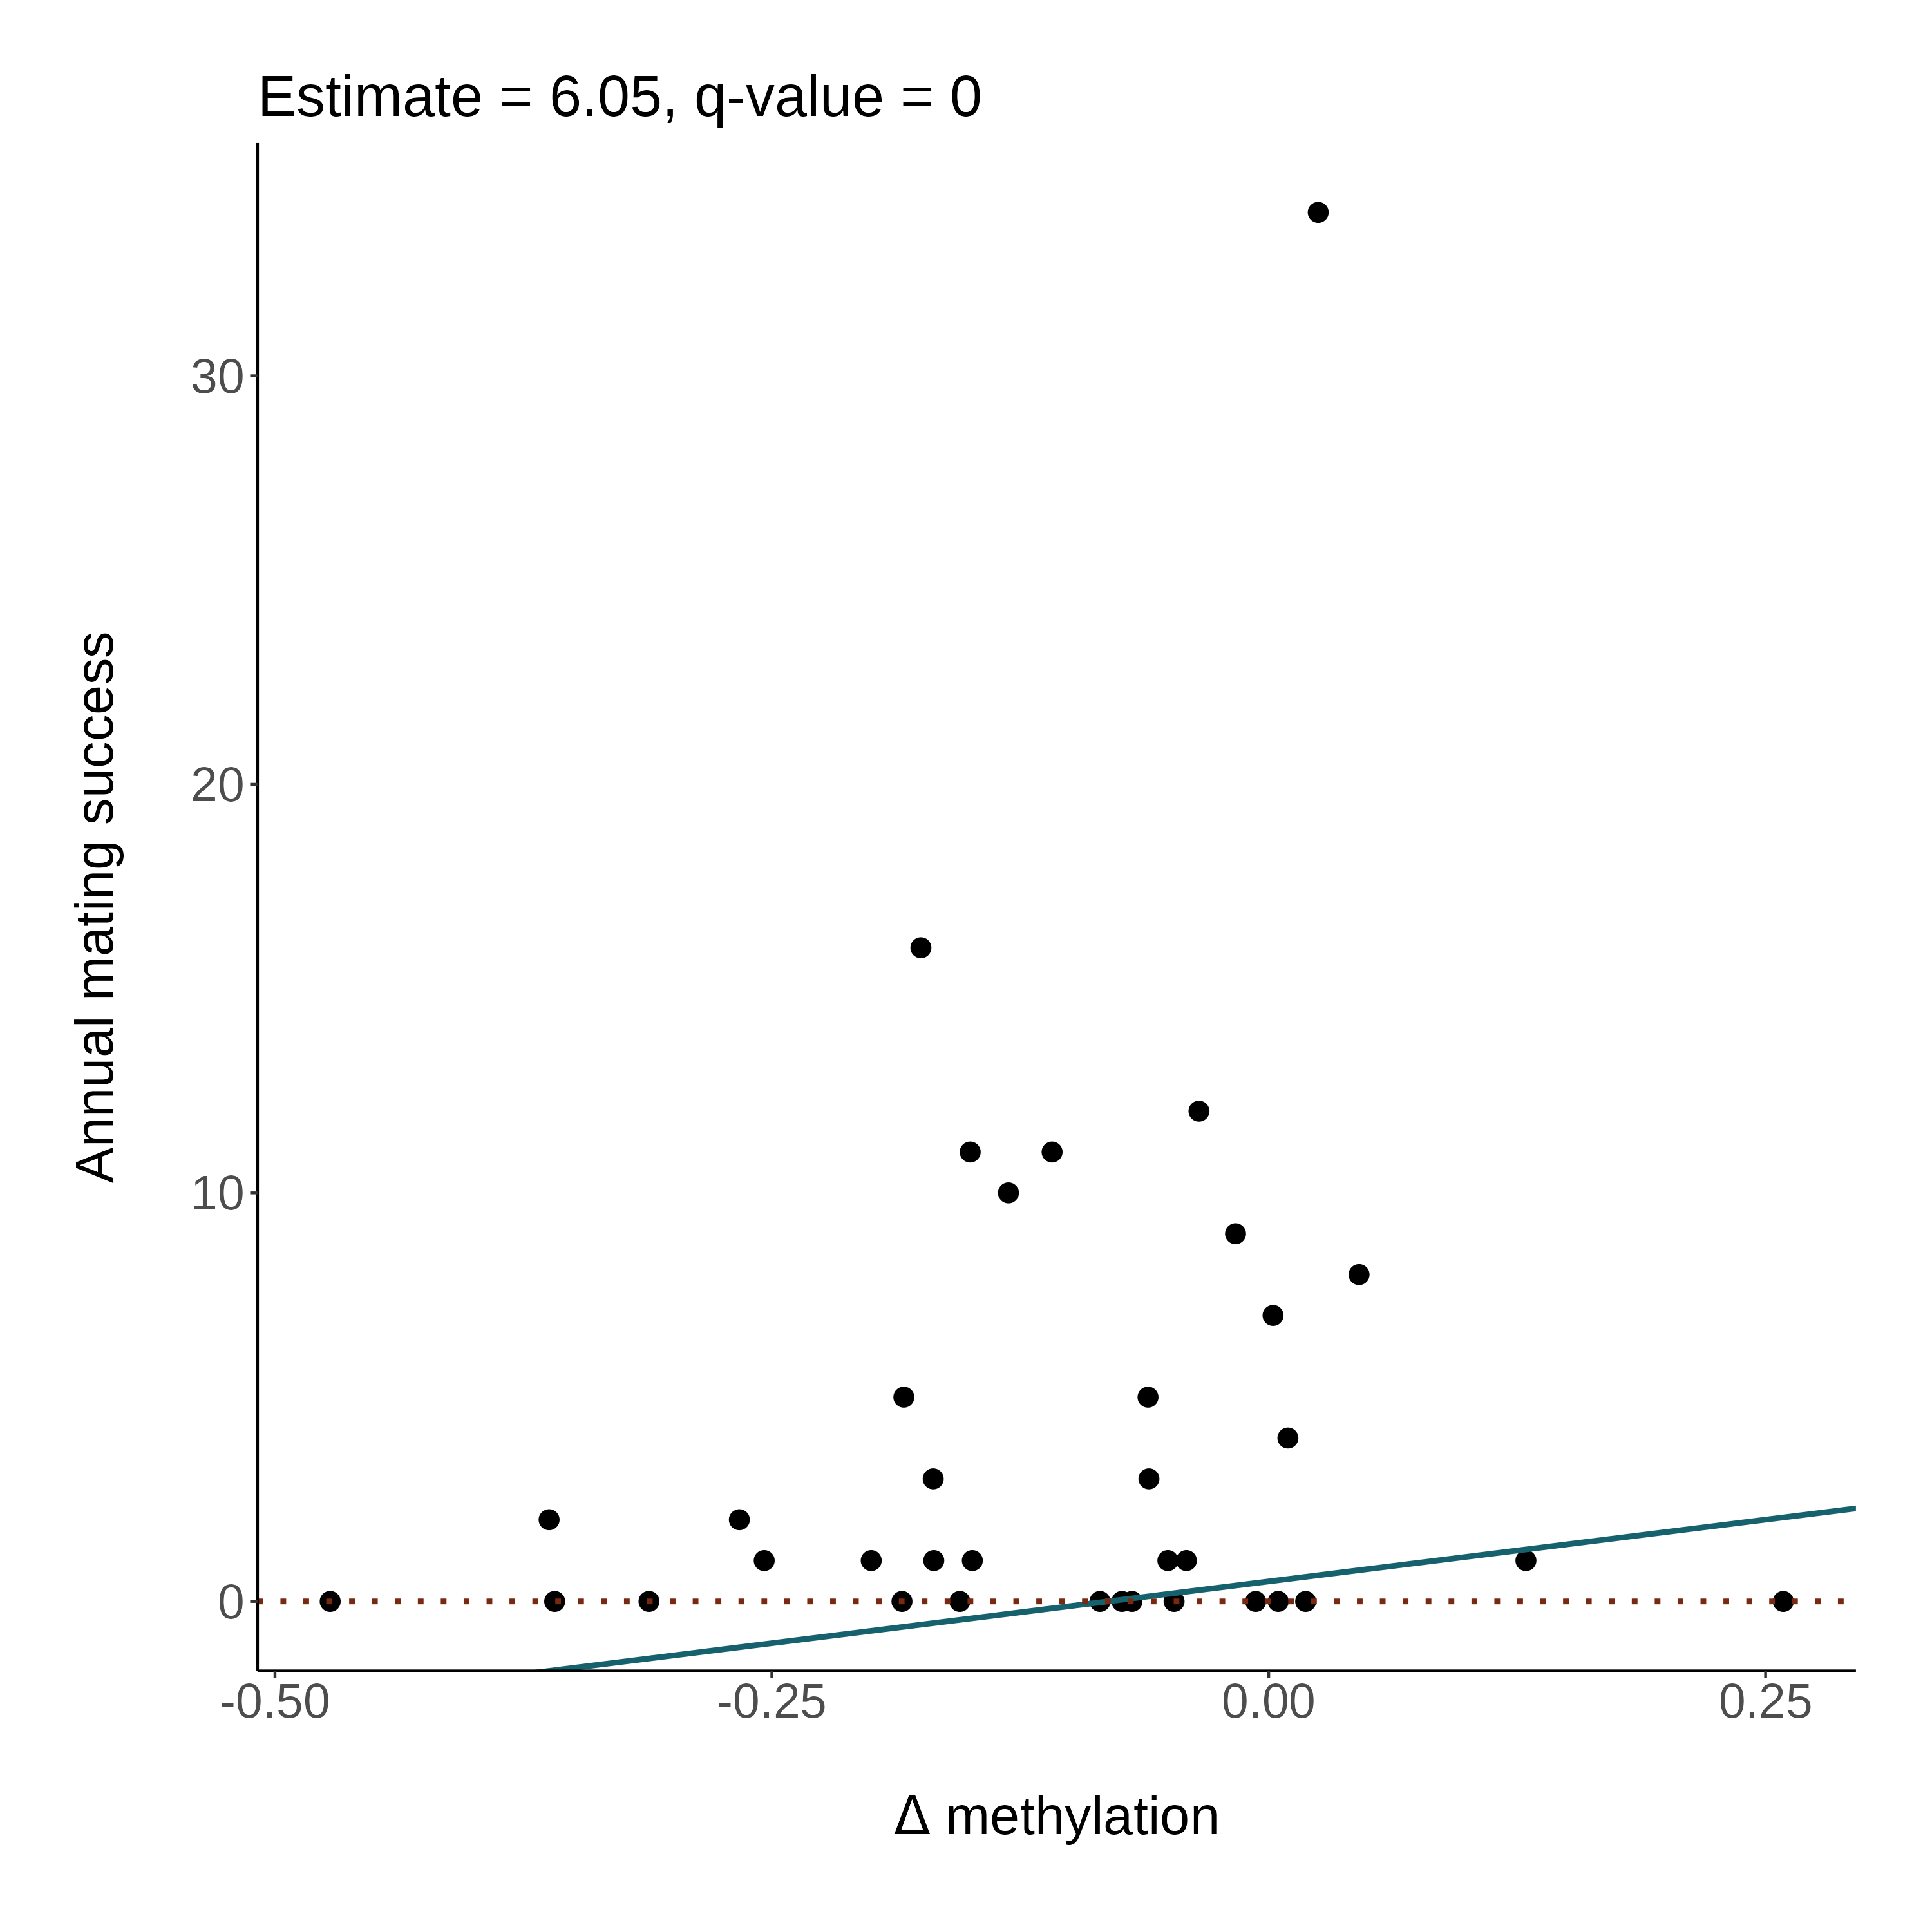 Estimate = 6.05, q-value = 0
Annual mating success
30
20
10
0
-0.50
-0.25
0.00
0.25
Δ methylation